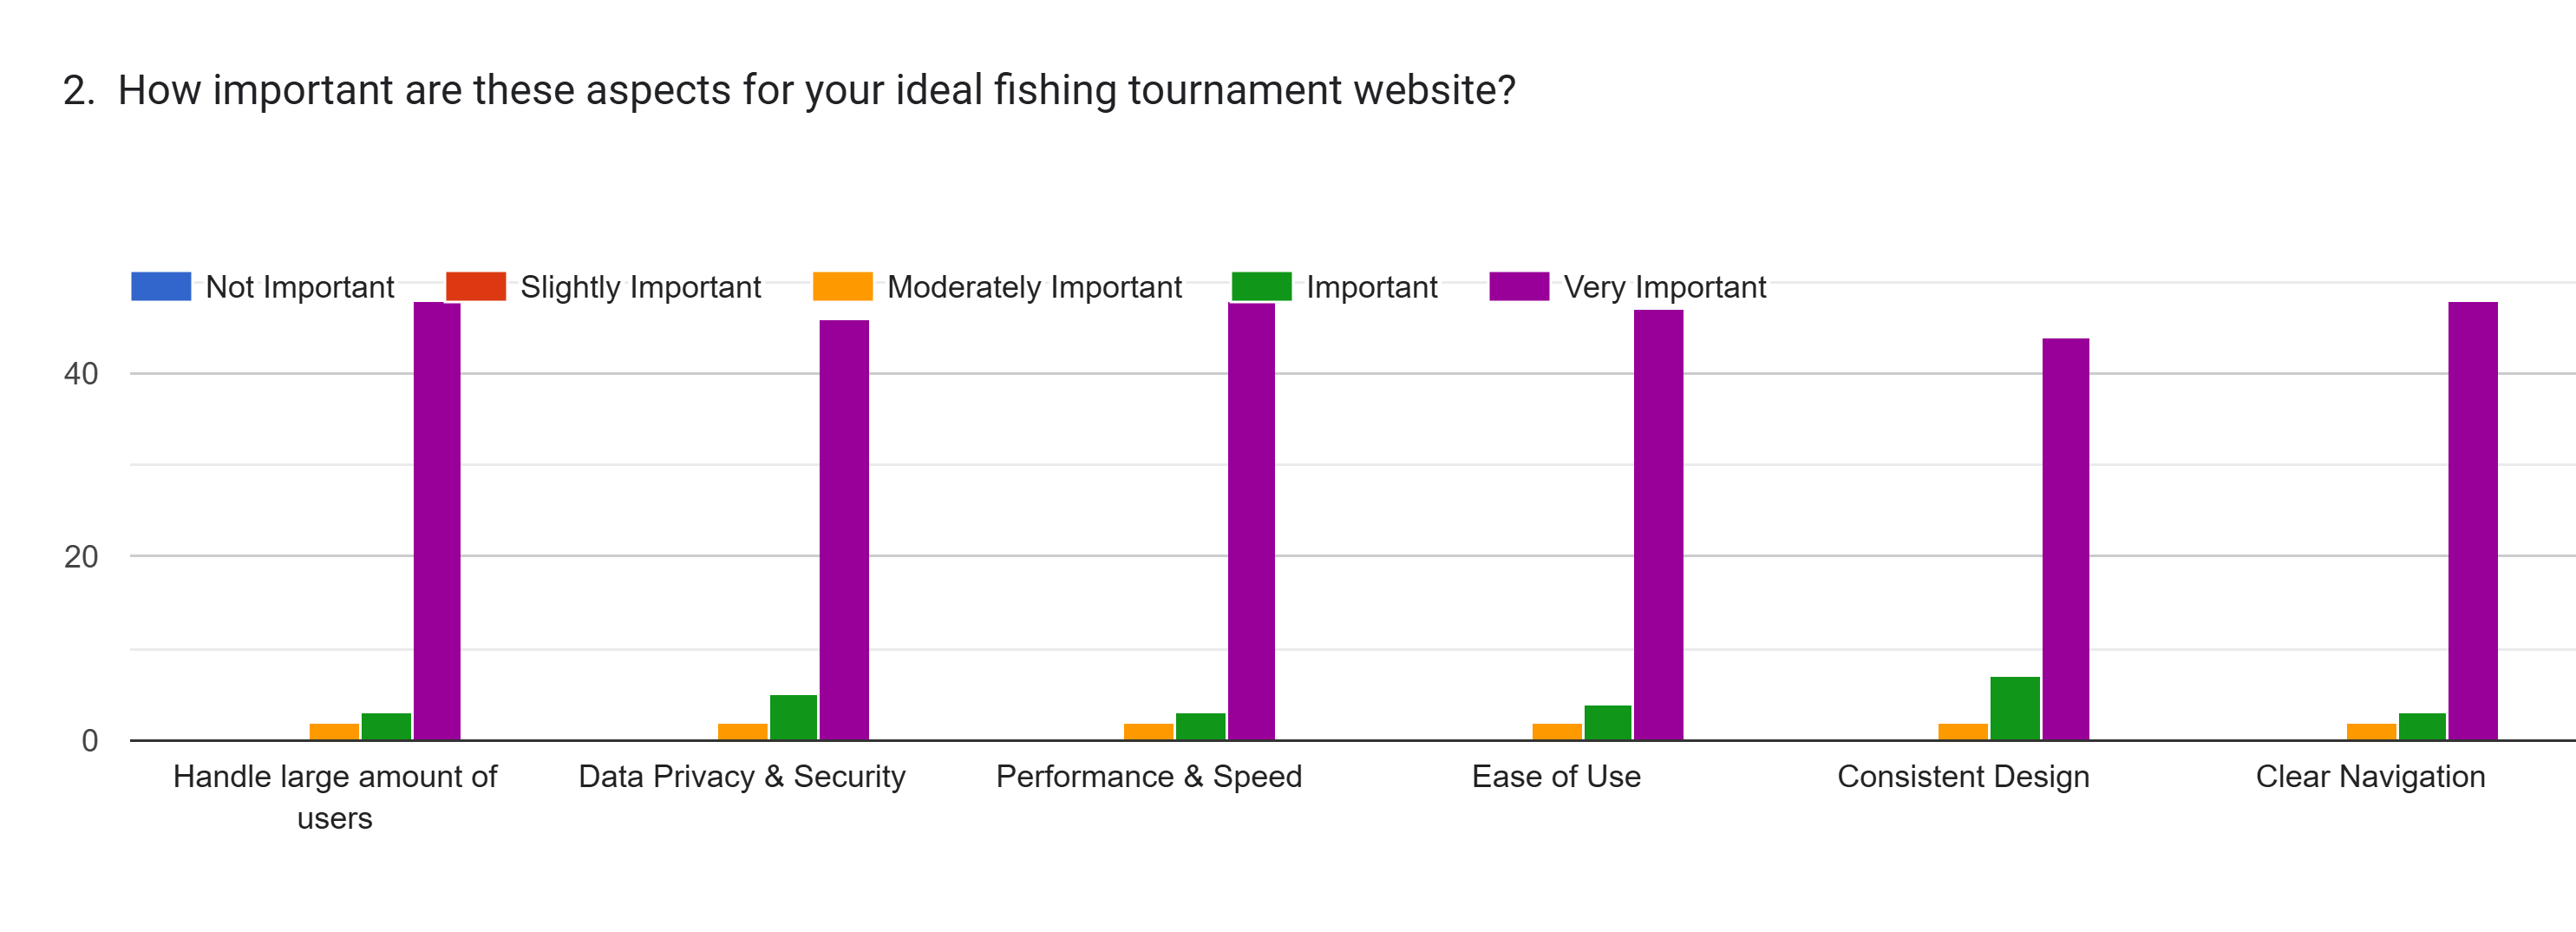 2. How important are these aspects for your ideal fishing tournament website?
Not Important Slightly Important Moderately Important Important Very Important
40
20
0
Handle large amount of
users
Data Privacy & Security
Performance & Speed
Ease of Use
Consistent Design
Clear Navigation